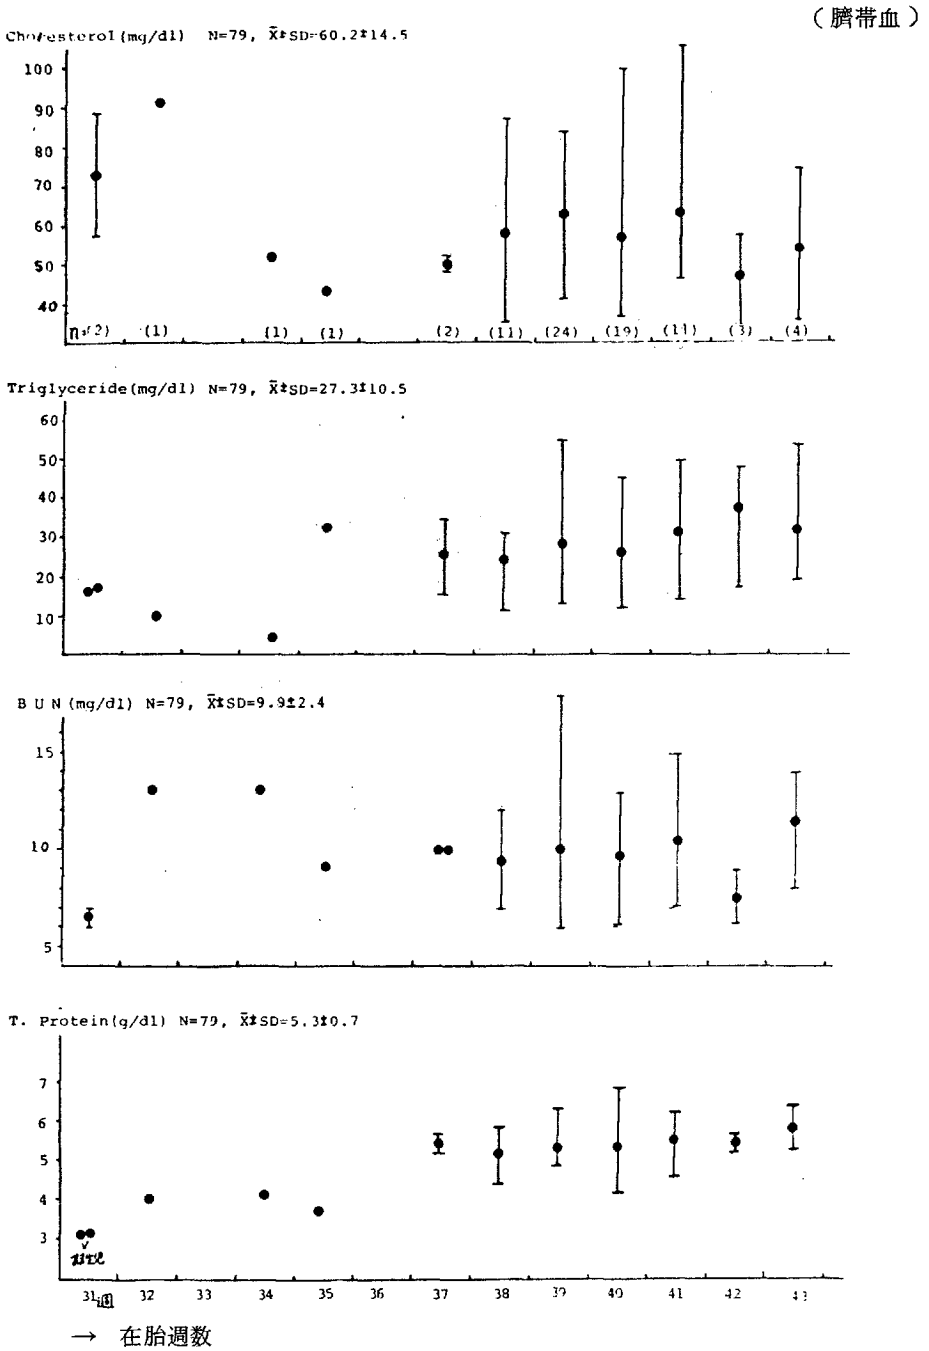 （臍帯血）
Cholesterol(mg/dl) N=79, X̄±SD=60.2±14.5
100
90
80
70
60
50
40
n=(2) (1) (1) (1) (2) (11) (24) (19) (11) (3) (4)
Triglyceride(mg/dl) N=79, X̄±SD=27.3±10.5
60
50
40
30
20
10
B U N (mg/dl) N=79, X̄±SD=9.9±2.4
15
10
5
T. Protein(g/dl) N=79, X̄±SD=5.3±0.7
7
6
5
4
3
31週 32 33 34 35 36 37 38 39 40 41 42 43
→ 在胎週数